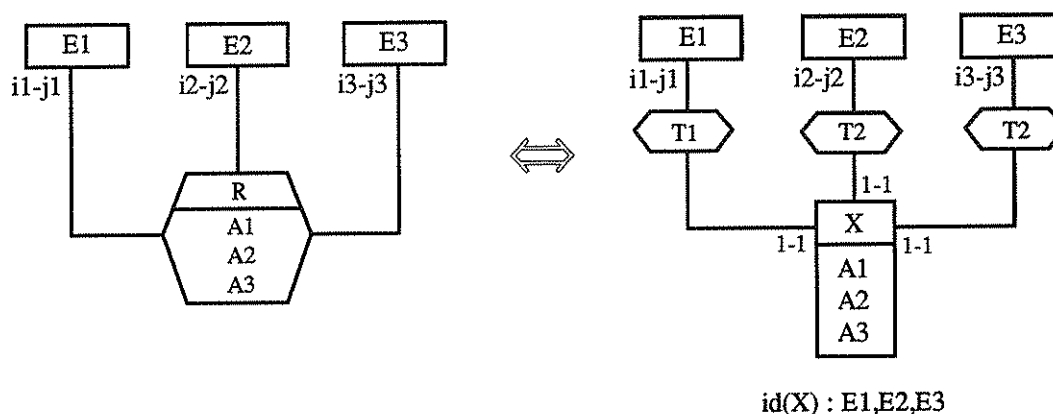 E1 E2 E3
i1-j1 i2-j2 i3-j3
R
A1
A2
A3
E1 E2 E3
i1-j1 i2-j2 i3-j3
T1 T2 T2
1-1
X
1-1 1-1
A1
A2
A3
id(X) : E1,E2,E3